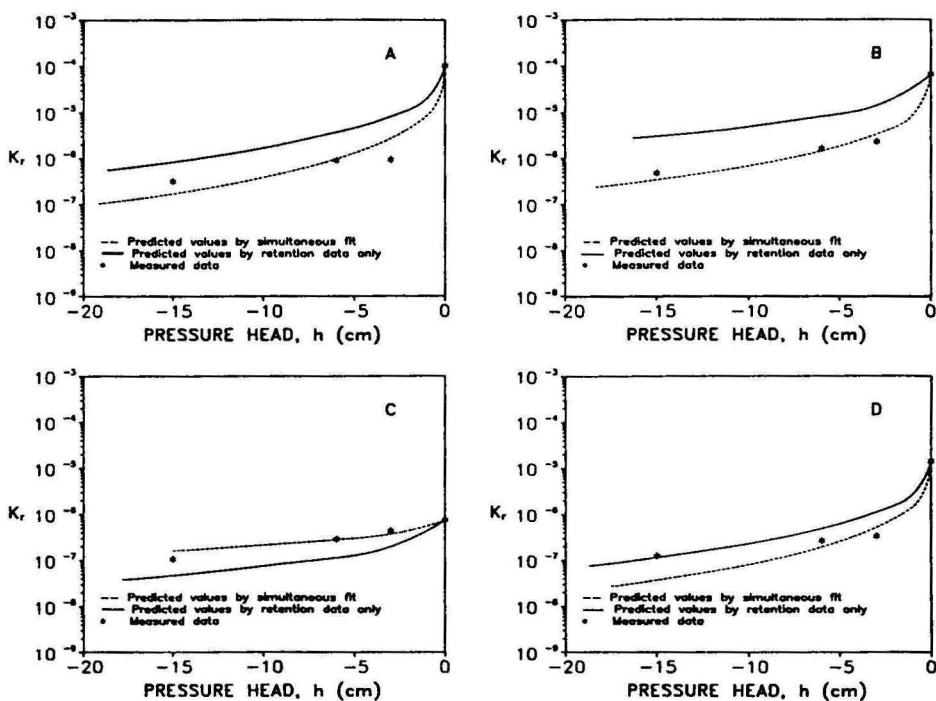 A
10⁻³
10⁻⁴
10⁻⁵
Kᵣ 10⁻⁶
10⁻⁷
10⁻⁸
10⁻⁹
Predicted values by simultaneous fit
Predicted values by retention data only
Measured data
-20 -15 -10 -5 0
PRESSURE HEAD, h (cm)
B
10⁻³
10⁻⁴
10⁻⁵
Kᵣ 10⁻⁶
10⁻⁷
10⁻⁸
10⁻⁹
Predicted values by simultaneous fit
Predicted values by retention data only
Measured data
-20 -15 -10 -5 0
PRESSURE HEAD, h (cm)
C
10⁻³
10⁻⁴
10⁻⁵
Kᵣ 10⁻⁶
10⁻⁷
10⁻⁸
10⁻⁹
Predicted values by simultaneous fit
Predicted values by retention data only
Measured data
-20 -15 -10 -5 0
PRESSURE HEAD, h (cm)
D
10⁻³
10⁻⁴
10⁻⁵
Kᵣ 10⁻⁶
10⁻⁷
10⁻⁸
10⁻⁹
Predicted values by simultaneous fit
Predicted values by retention data only
Measured data
-20 -15 -10 -5 0
PRESSURE HEAD, h (cm)